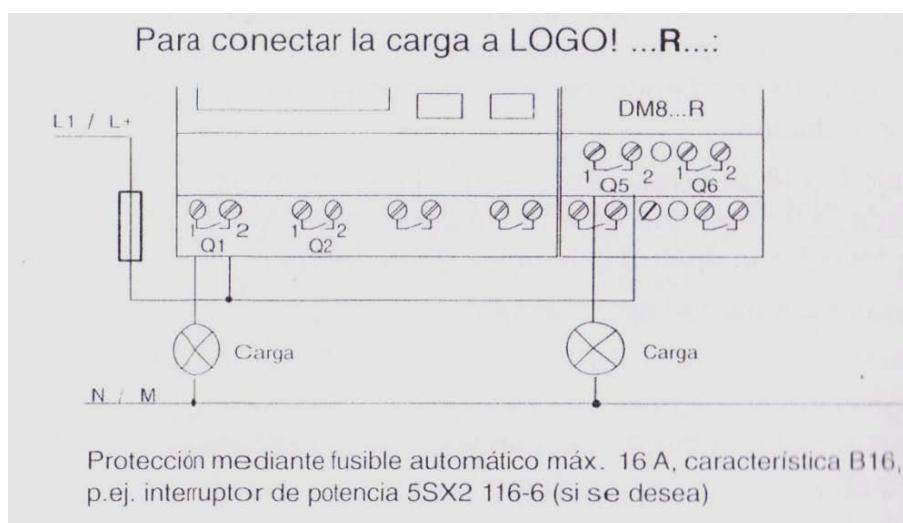 Para conectar la carga a LOGO! ...R...:
L1 / L+
DM8...R
1 Q5 2 1 Q6 2
1 Q1 2 1 Q2 2
Carga Carga
N / M
Protección mediante fusible automático máx. 16 A, característica B16,
p.ej. interruptor de potencia 5SX2 116-6 (si se desea)